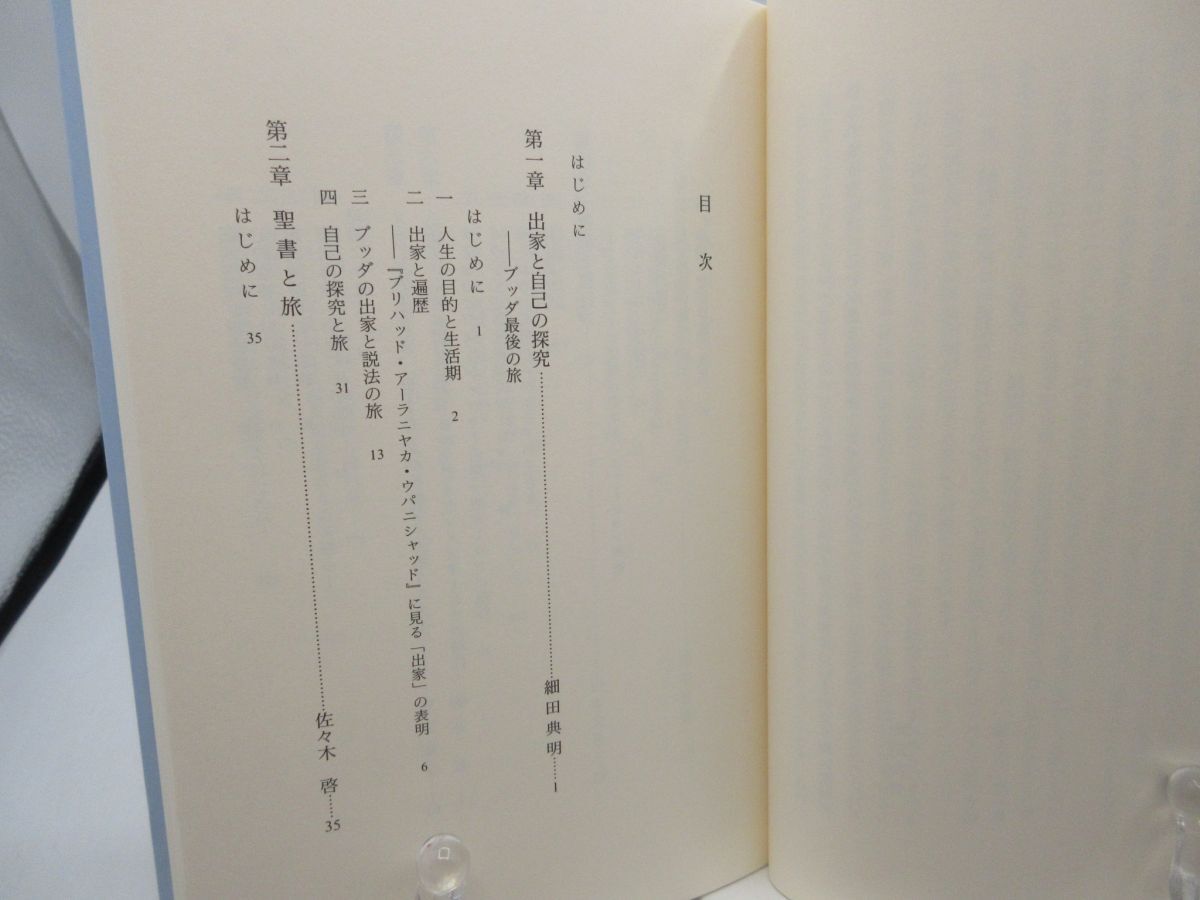 目次
はじめに
第一章 出家と自己の探究……細田典明……1
――ブッダ最後の旅
はじめに 1
一 人生の目的と生活期 2
二 出家と遍歴
――『ブリハッド・アーラニヤカ・ウパニシャッド』に見る「出家」の表明 6
三 ブッダの出家と説法の旅 13
四 自己の探究と旅 31
第二章 聖書と旅……佐々木 啓……35
はじめに 35